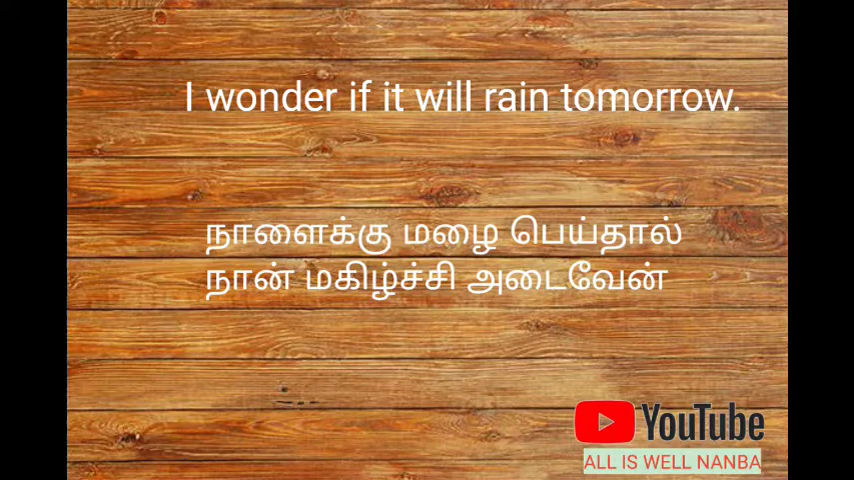 I wonder if it will rain tomorrow.
நாளைக்கு மழை பெய்தால்
நான் மகிழ்ச்சி அடைவேன்
YouTube
ALL IS WELL NANBA